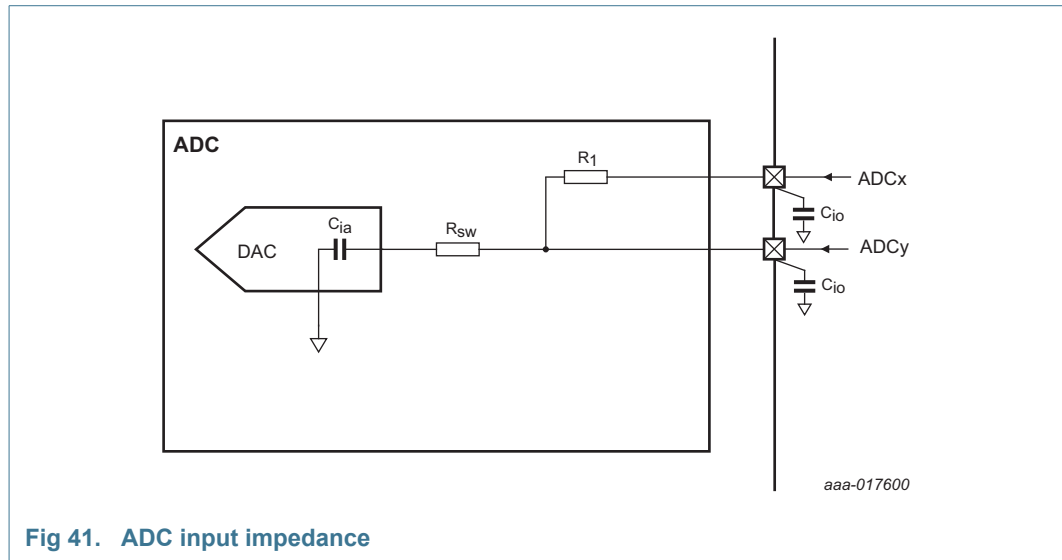 ADC
R1
ADCx
Cio
Cia
Rsw
DAC
ADCy
Cio
aaa-017600
Fig 41. ADC input impedance